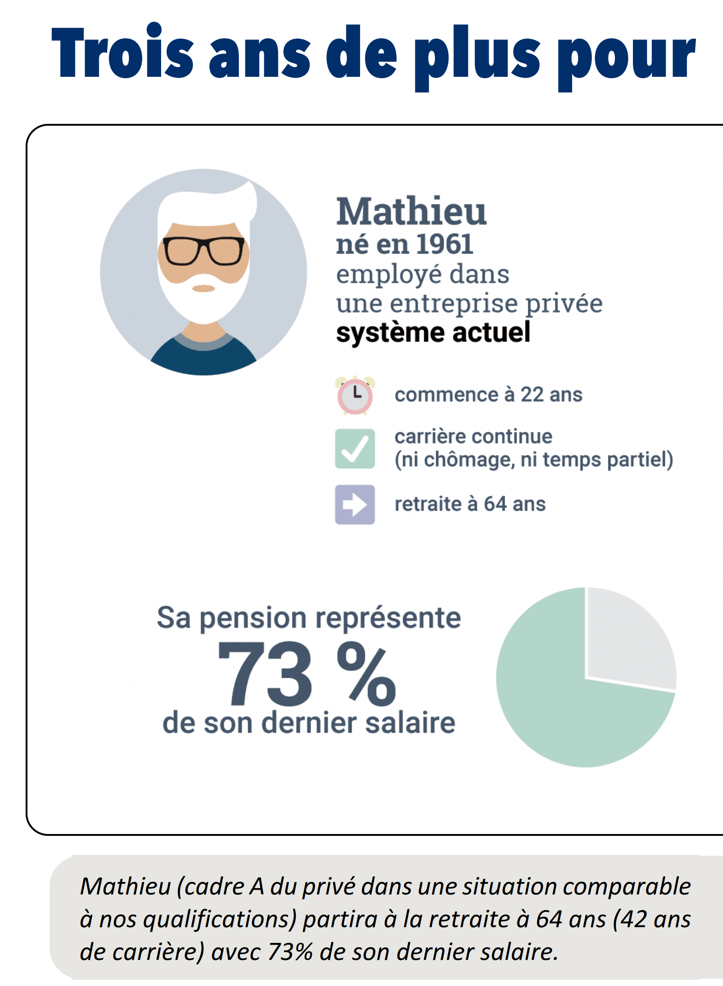 Trois ans de plus pour
Mathieu
né en 1961
employé dans
une entreprise privée
système actuel
commence à 22 ans
carrière continue
(ni chômage, ni temps partiel)
retraite à 64 ans
Sa pension représente
73 %
de son dernier salaire
Mathieu (cadre A du privé dans une situation comparable
à nos qualifications) partira à la retraite à 64 ans (42 ans
de carrière) avec 73% de son dernier salaire.